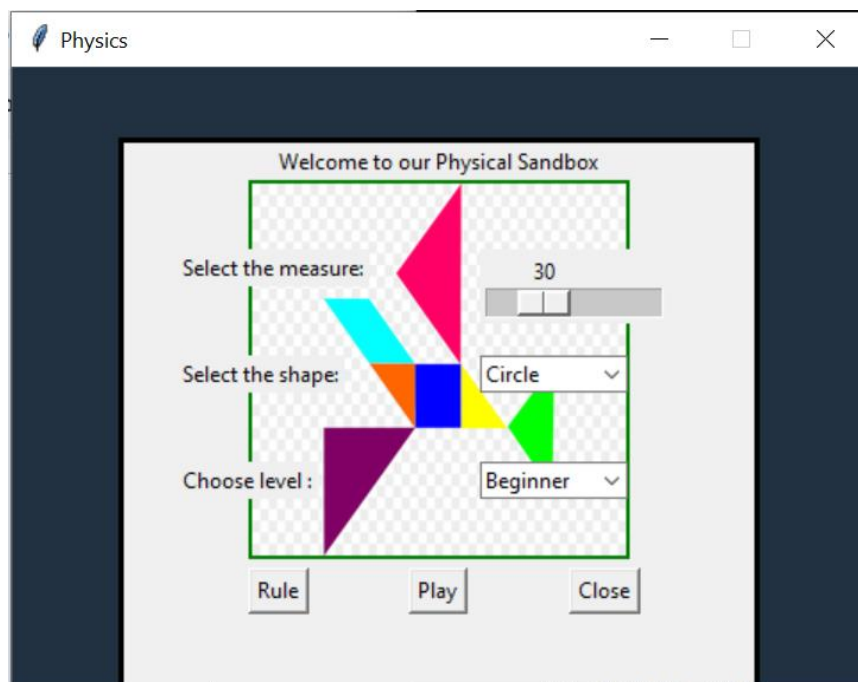 Physics
Welcome to our Physical Sandbox
Select the measure:
30
Select the shape:
Circle
Choose level :
Beginner
Rule
Play
Close